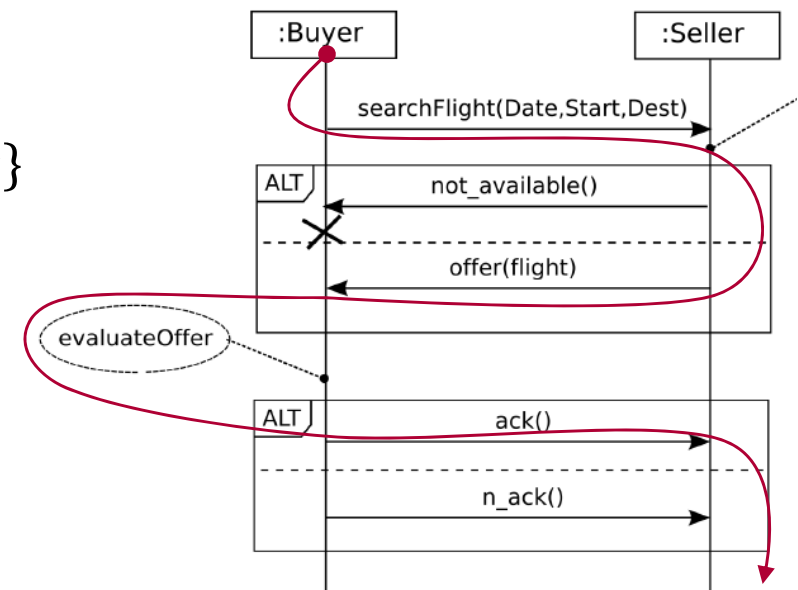 :Buyer
:Seller
searchFlight(Date,Start,Dest)
}
ALT
not_available()
offer(flight)
evaluateOffer
ALT
ack()
n_ack()